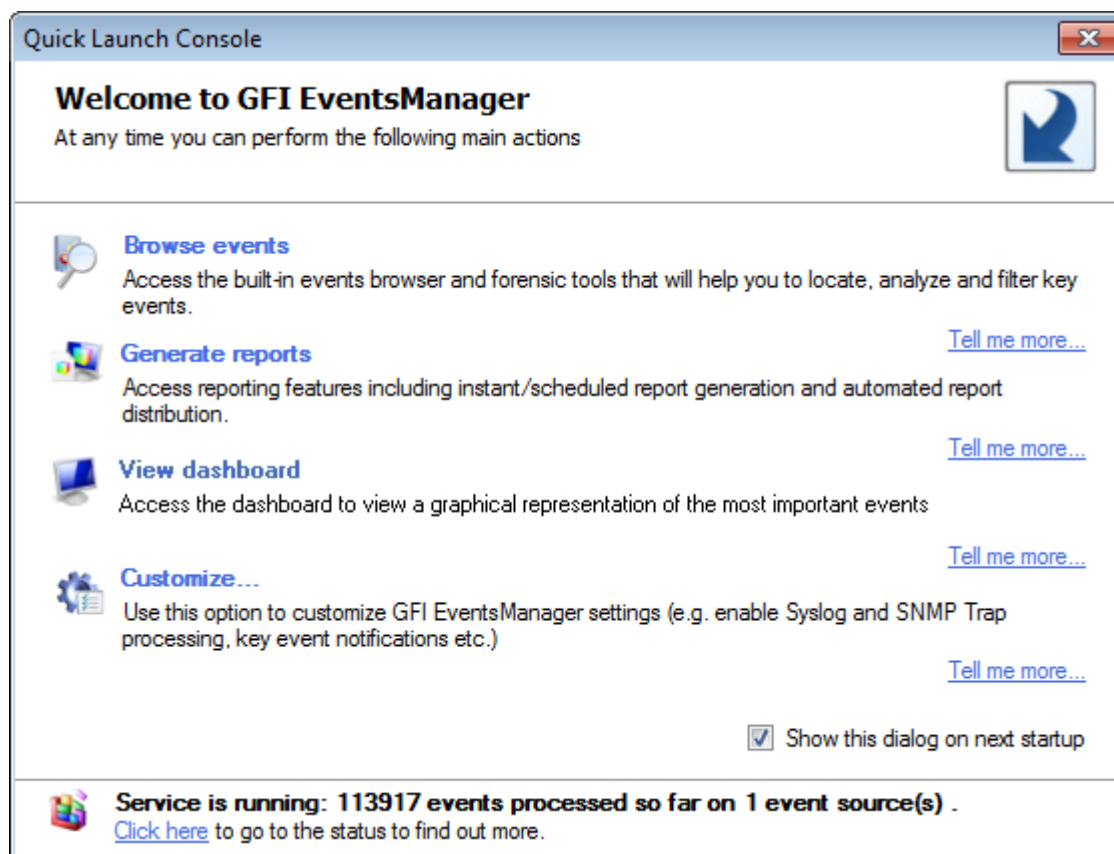 Quick Launch Console
Welcome to GFI EventsManager
At any time you can perform the following main actions
Browse events
Access the built-in events browser and forensic tools that will help you to locate, analyze and filter key
events.
Tell me more...
Generate reports
Access reporting features including instant/scheduled report generation and automated report
distribution.
Tell me more...
View dashboard
Access the dashboard to view a graphical representation of the most important events
Tell me more...
Customize...
Use this option to customize GFI EventsManager settings (e.g. enable Syslog and SNMP Trap
processing, key event notifications etc.)
Tell me more...
Show this dialog on next startup
Service is running: 113917 events processed so far on 1 event source(s) .
Click here to go to the status to find out more.